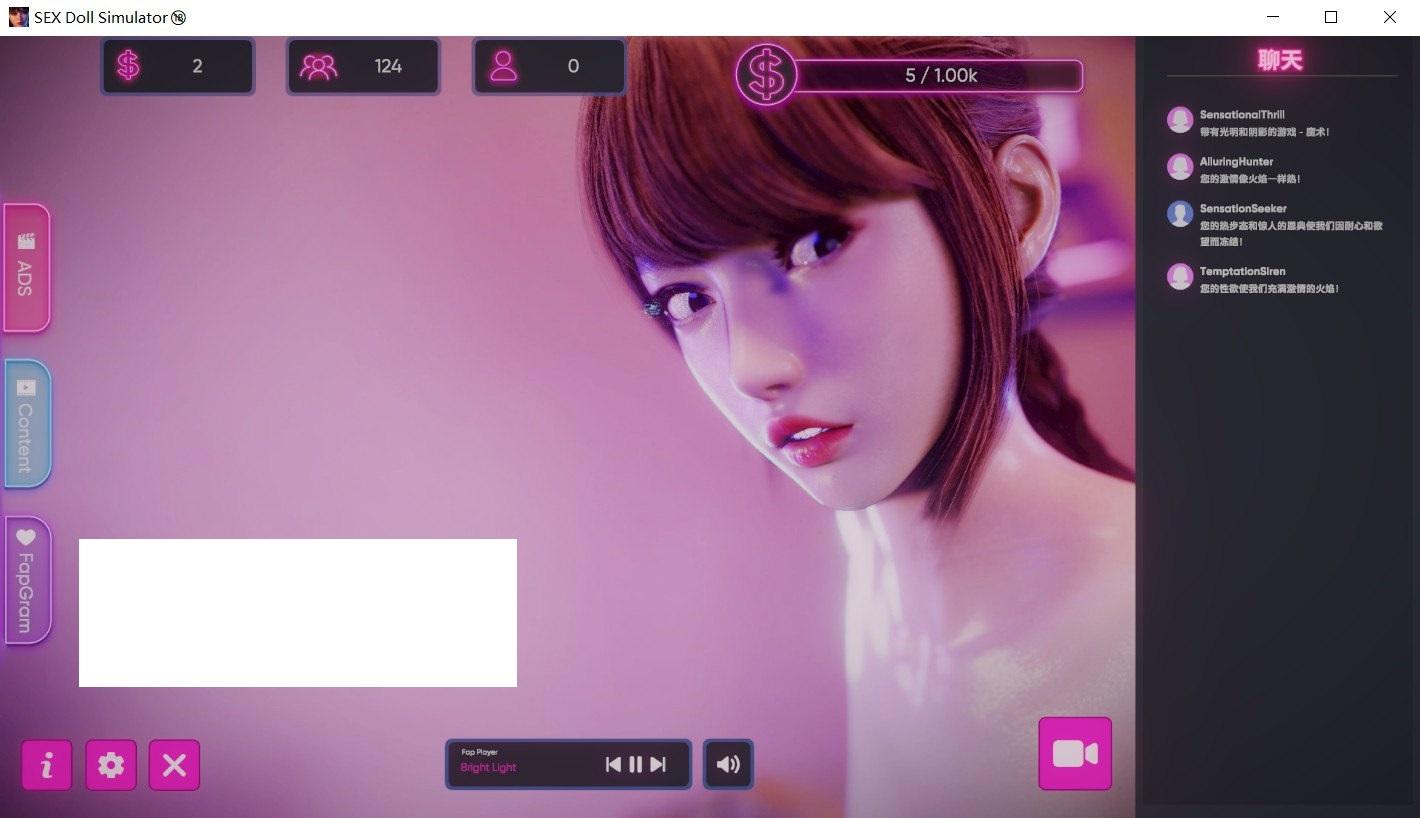 SEX Doll Simulator🔞
2
124
0
5 / 1.00k
聊天
SensationalThrill
带有光明和阴影的游戏 - 魔术！
AlluringHunter
您的激情像火焰一样热！
SensationSeeker
您的热步态和惊人的恩典使我们因耐心和欲
望而冻结！
TemptationSiren
您的性欲使我们充满激情的火焰！
ADS
Content
FapGram
Fap Player
Bright Light